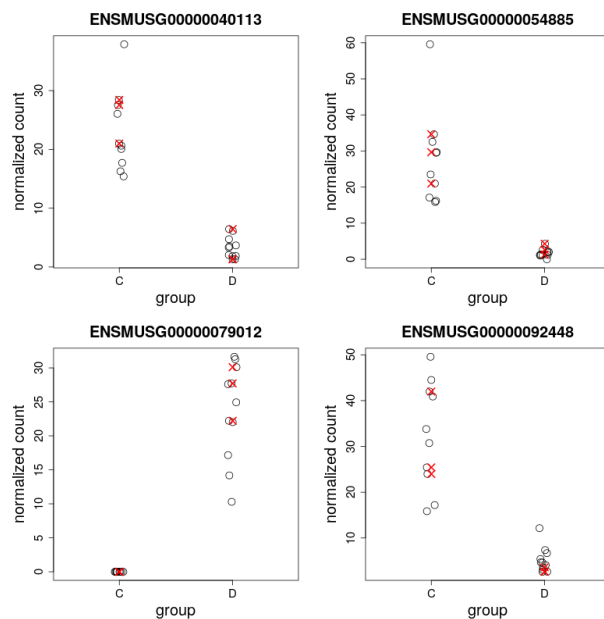 ENSMUSG00000040113
normalized count
0 10 20 30
C D
group
ENSMUSG00000054885
normalized count
0 10 20 30 40 50 60
C D
group
ENSMUSG00000079012
normalized count
0 5 10 15 20 25 30
C D
group
ENSMUSG00000092448
normalized count
10 20 30 40 50
C D
group